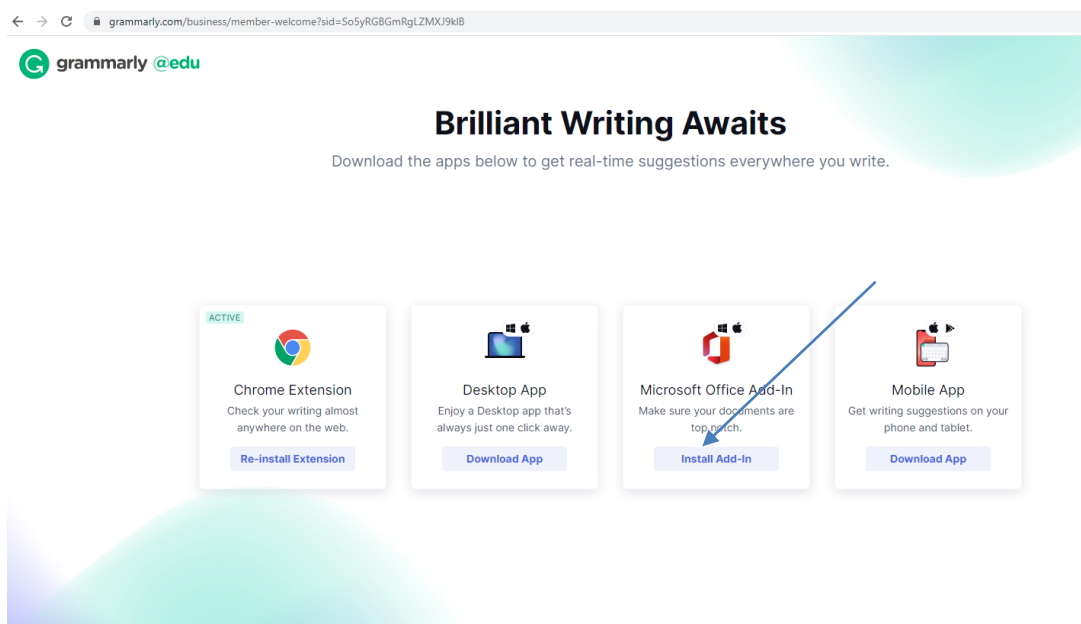 grammarly.com/business/member-welcome?sid=So5yRGBGmRgLZMXJ9klB
grammarly @edu
Brilliant Writing Awaits
Download the apps below to get real-time suggestions everywhere you write.
ACTIVE
Chrome Extension
Check your writing almost
anywhere on the web.
Re-install Extension
Desktop App
Enjoy a Desktop app that's
always just one click away.
Download App
Microsoft Office Add-In
Make sure your documents are
top notch.
Install Add-In
Mobile App
Get writing suggestions on your
phone and tablet.
Download App